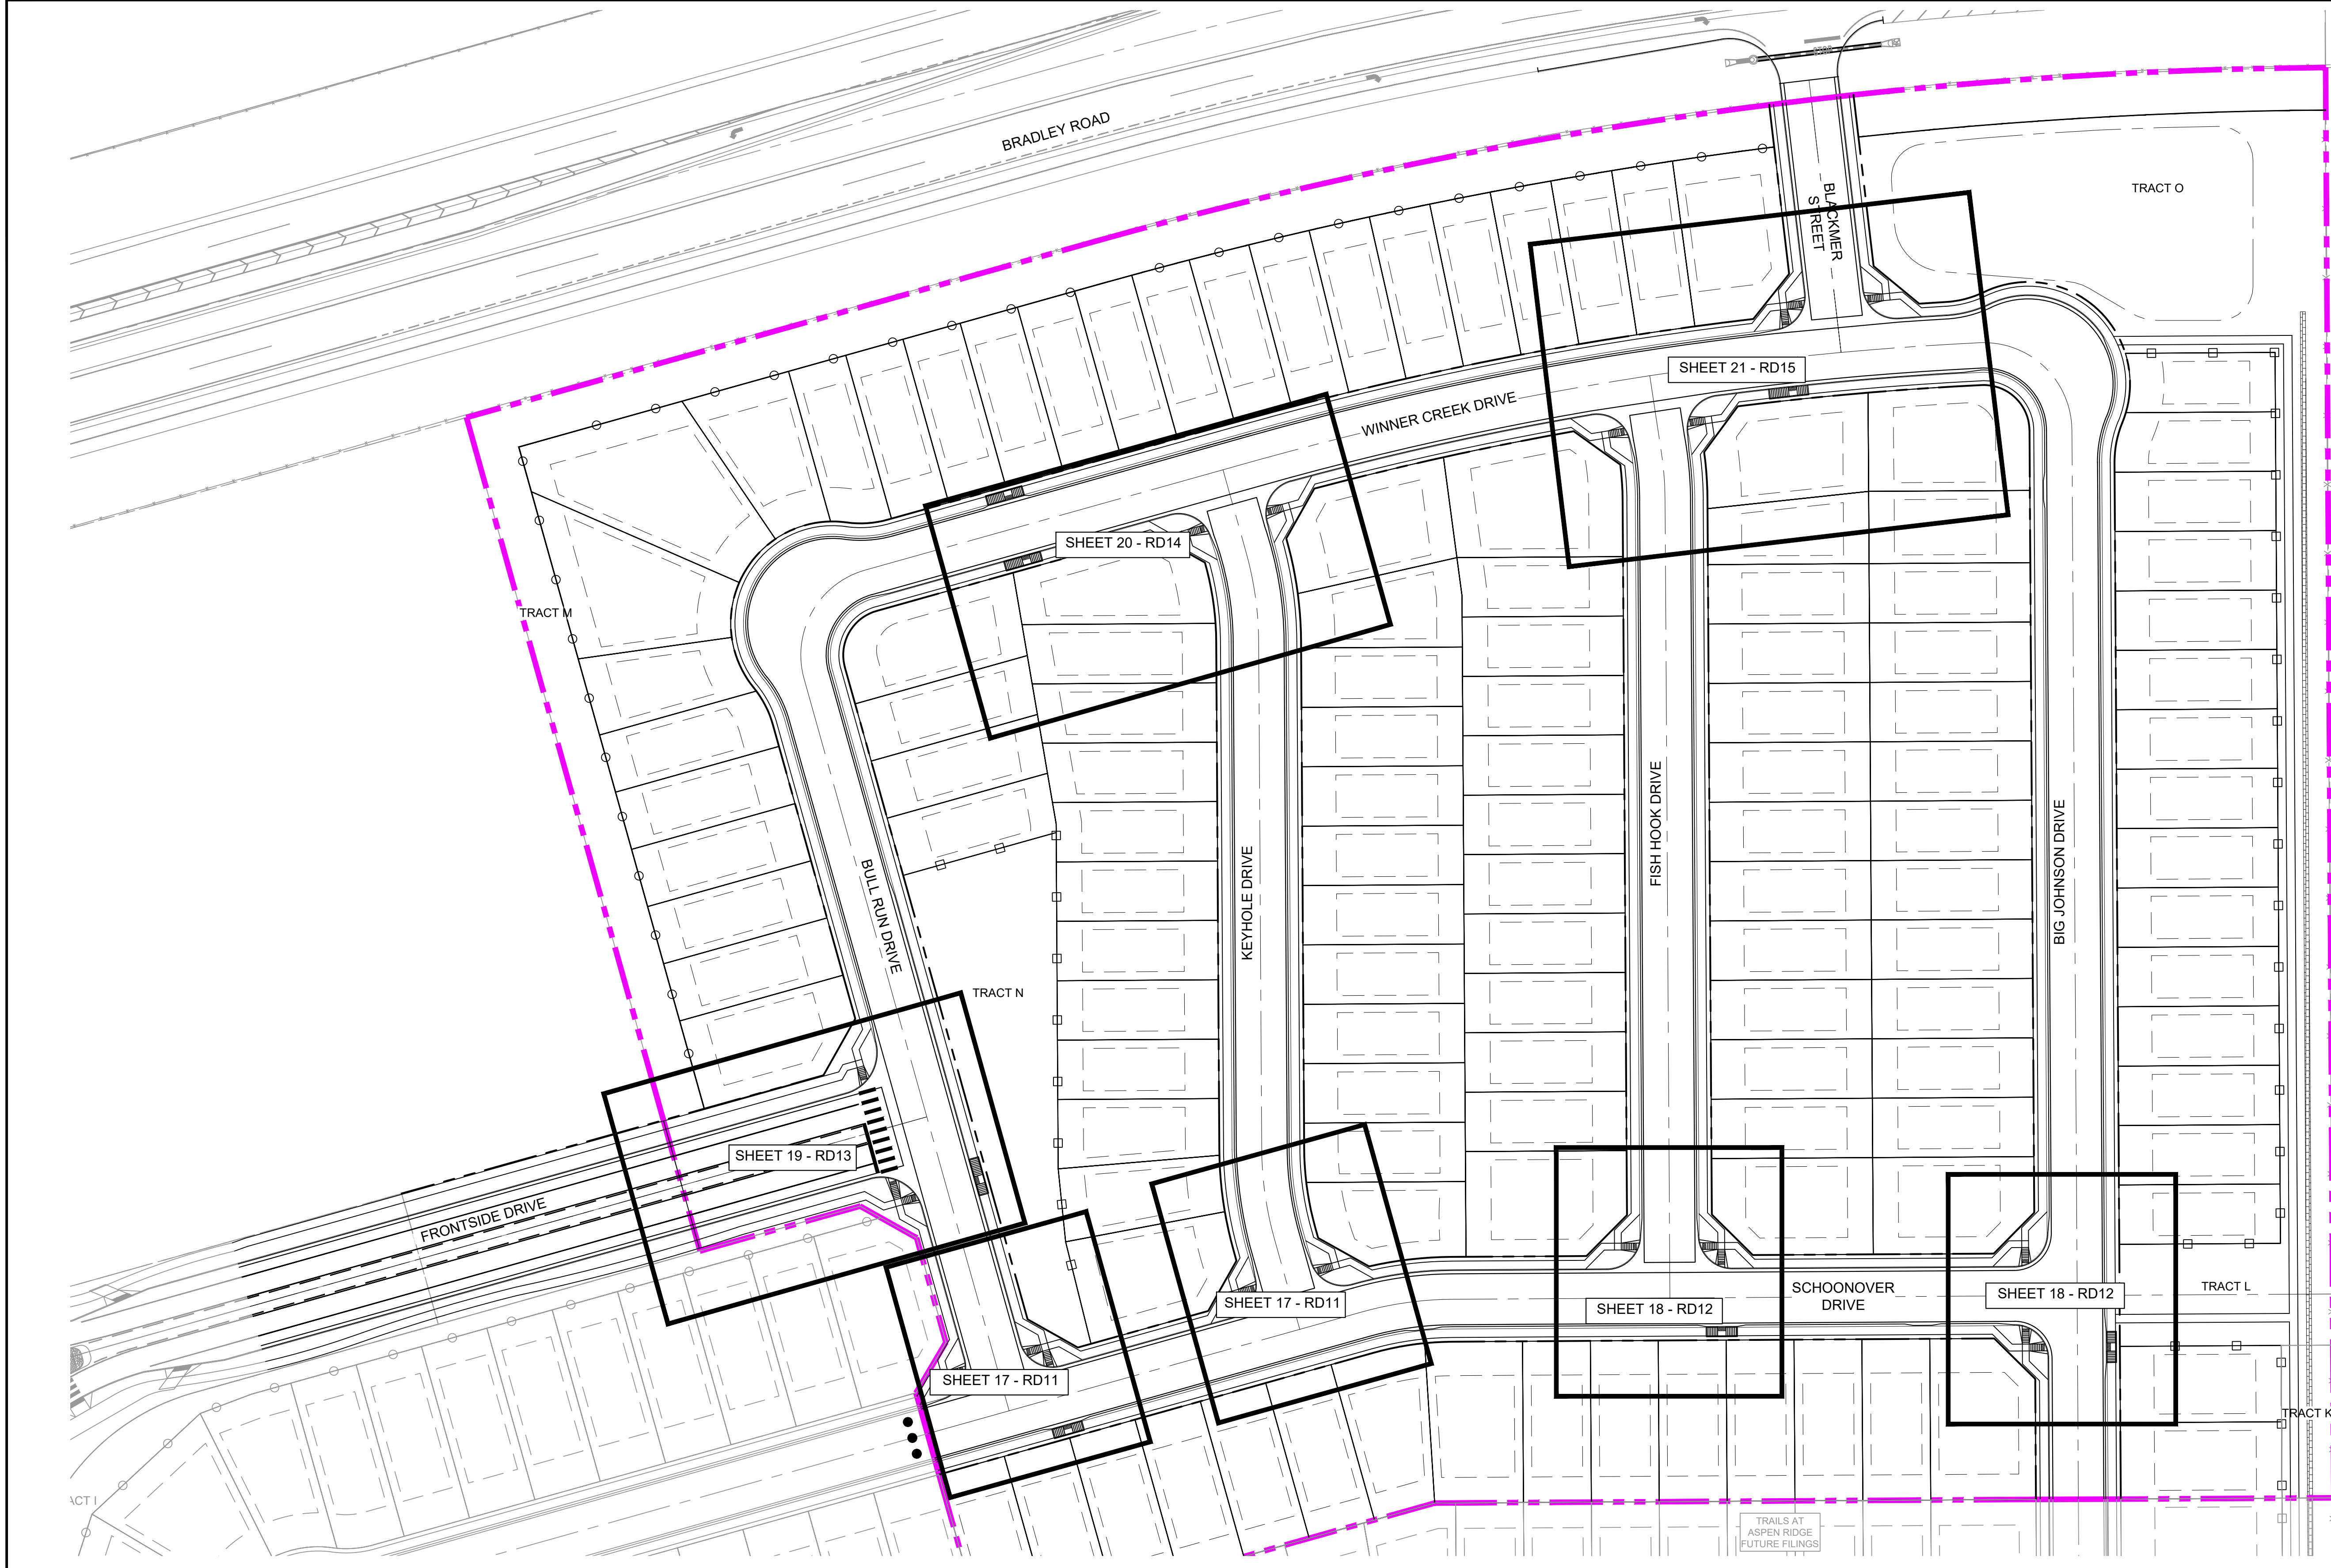 BRADLEY ROAD
BLACKMER
STREET
TRACT O
SHEET 21 - RD15
WINNER CREEK DRIVE
SHEET 20 - RD14
TRACT M
FISH HOOK DRIVE
BIG JOHNSON DRIVE
KEYHOLE DRIVE
BULL RUN DRIVE
TRACT N
SHEET 19 - RD13
FRONTSIDE DRIVE
SCHOONOVER
DRIVE
TRACT L
SHEET 18 - RD12
SHEET 17 - RD11
SHEET 18 - RD12
SHEET 17 - RD11
TRACT K
ACT I
TRAILS AT
ASPEN RIDGE
FUTURE FILINGS